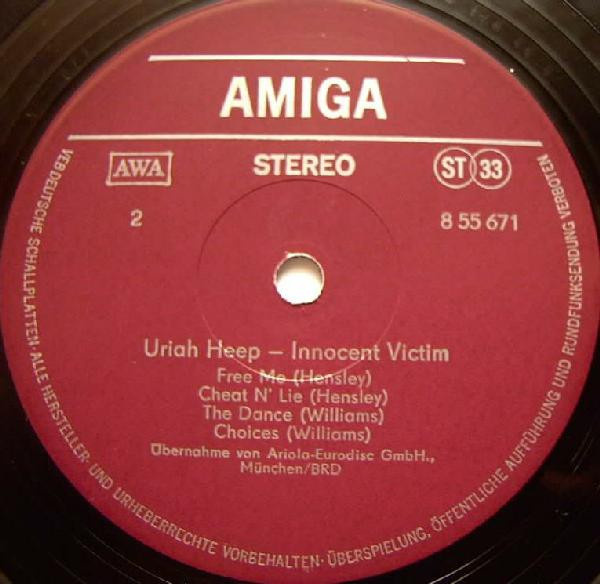 AMIGA
AWA STEREO ST 33
2 8 55 671
Uriah Heep – Innocent Victim
Free Me (Hensley)
Cheat N' Lie (Hensley)
The Dance (Williams)
Choices (Williams)
Übernahme von Ariola-Eurodisc GmbH.,
München/BRD
VEB DEUTSCHE SCHALLPLATTEN · ALLE HERSTELLER- UND URHEBERRECHTE VORBEHALTEN · ÜBERSPIELUNG, ÖFFENTLICHE AUFFÜHRUNG UND RUNDFUNKSENDUNG VERBOTEN